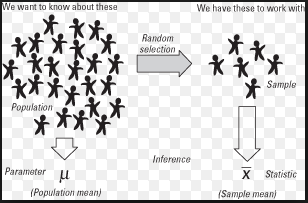 We want to know about these
We have these to work with
Random
selection
Population
Sample
Parameter
μ
Inference
x̅
Statistic
(Population mean)
(Sample mean)